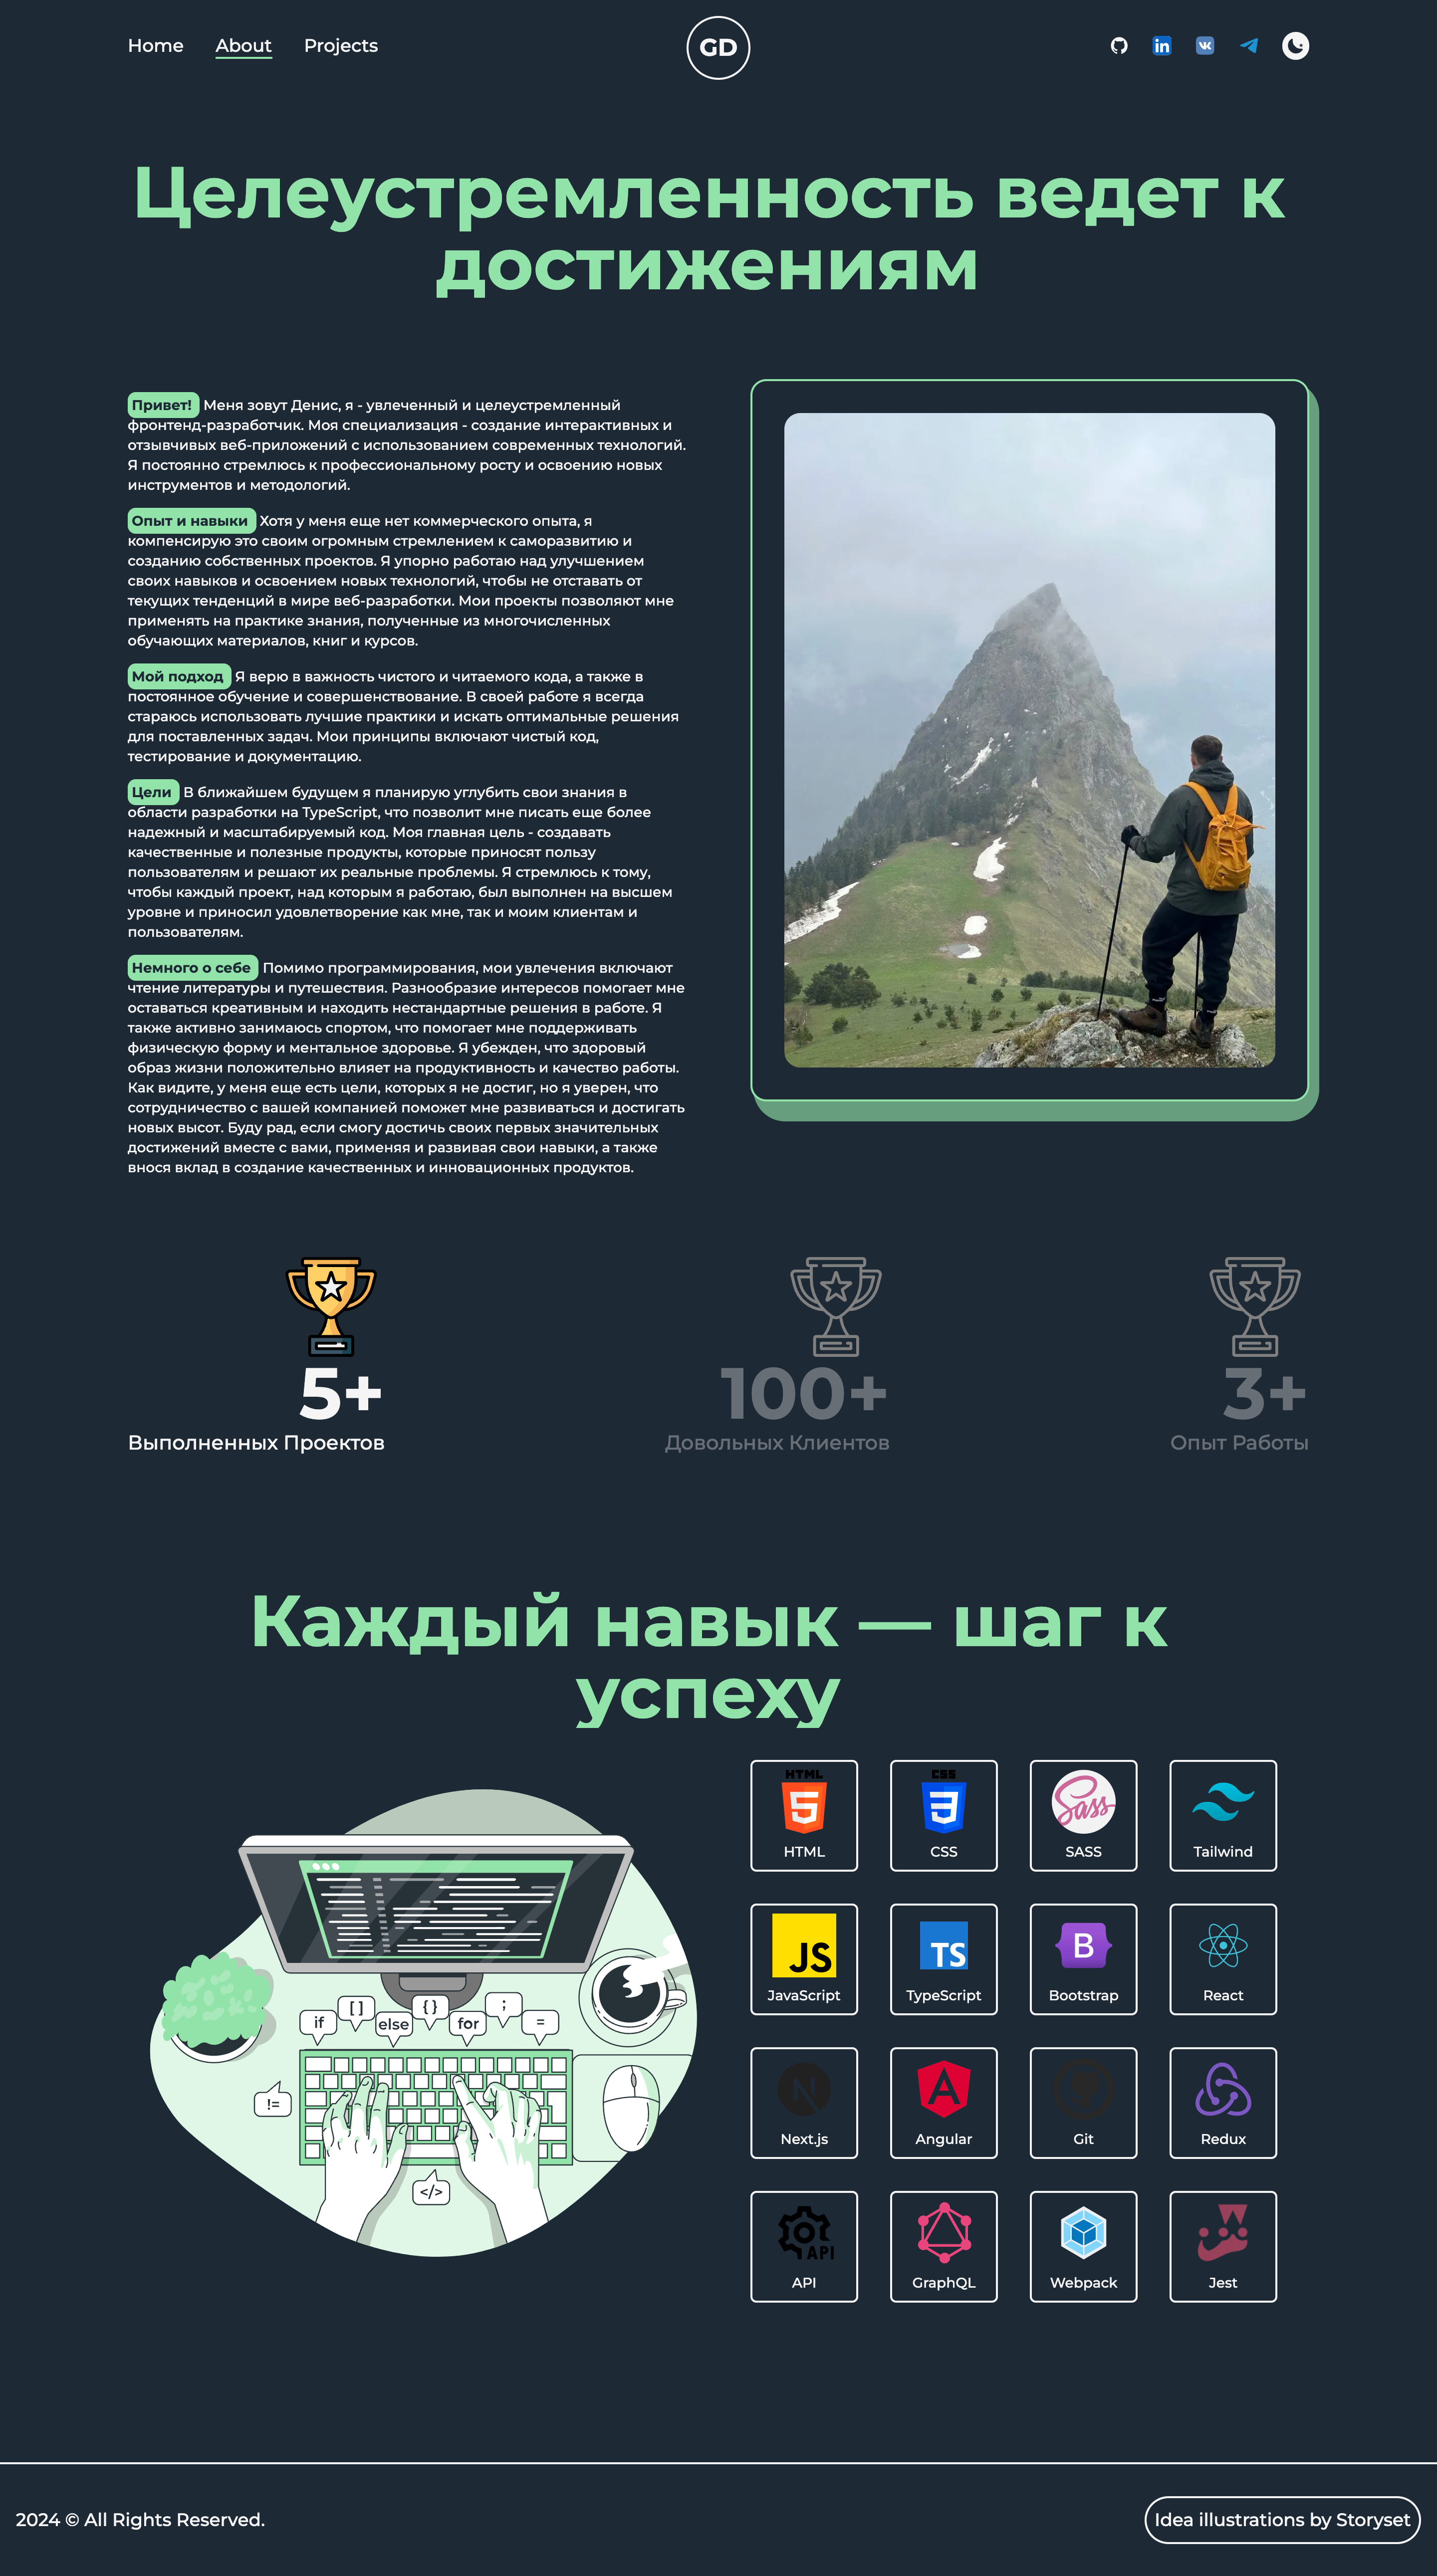 Home About Projects
GD
Целеустремленность ведет к
достижениям
Привет! Меня зовут Денис, я - увлеченный и целеустремленный
фронтенд-разработчик. Моя специализация - создание интерактивных и
отзывчивых веб-приложений с использованием современных технологий.
Я постоянно стремлюсь к профессиональному росту и освоению новых
инструментов и методологий.
Опыт и навыки Хотя у меня еще нет коммерческого опыта, я
компенсирую это своим огромным стремлением к саморазвитию и
созданию собственных проектов. Я упорно работаю над улучшением
своих навыков и освоением новых технологий, чтобы не отставать от
текущих тенденций в мире веб-разработки. Мои проекты позволяют мне
применять на практике знания, полученные из многочисленных
обучающих материалов, книг и курсов.
Мой подход Я верю в важность чистого и читаемого кода, а также в
постоянное обучение и совершенствование. В своей работе я всегда
стараюсь использовать лучшие практики и искать оптимальные решения
для поставленных задач. Мои принципы включают чистый код,
тестирование и документацию.
Цели В ближайшем будущем я планирую углубить свои знания в
области разработки на TypeScript, что позволит мне писать еще более
надежный и масштабируемый код. Моя главная цель - создавать
качественные и полезные продукты, которые приносят пользу
пользователям и решают их реальные проблемы. Я стремлюсь к тому,
чтобы каждый проект, над которым я работаю, был выполнен на высшем
уровне и приносил удовлетворение как мне, так и моим клиентам и
пользователям.
Немного о себе Помимо программирования, мои увлечения включают
чтение литературы и путешествия. Разнообразие интересов помогает мне
оставаться креативным и находить нестандартные решения в работе. Я
также активно занимаюсь спортом, что помогает мне поддерживать
физическую форму и ментальное здоровье. Я убежден, что здоровый
образ жизни положительно влияет на продуктивность и качество работы.
Как видите, у меня еще есть цели, которых я не достиг, но я уверен, что
сотрудничество с вашей компанией поможет мне развиваться и достигать
новых высот. Буду рад, если смогу достичь своих первых значительных
достижений вместе с вами, применяя и развивая свои навыки, а также
внося вклад в создание качественных и инновационных продуктов.
5+
Выполненных Проектов
100+
Довольных Клиентов
3+
Опыт Работы
Каждый навык — шаг к
успеху
if [ ] else { } for ; =
!=
</>
HTML CSS Sass
HTML CSS SASS Tailwind
JS TS B
JavaScript TypeScript Bootstrap React
Next.js Angular Git Redux
API
API GraphQL Webpack Jest
2024 © All Rights Reserved.
Idea illustrations by Storyset